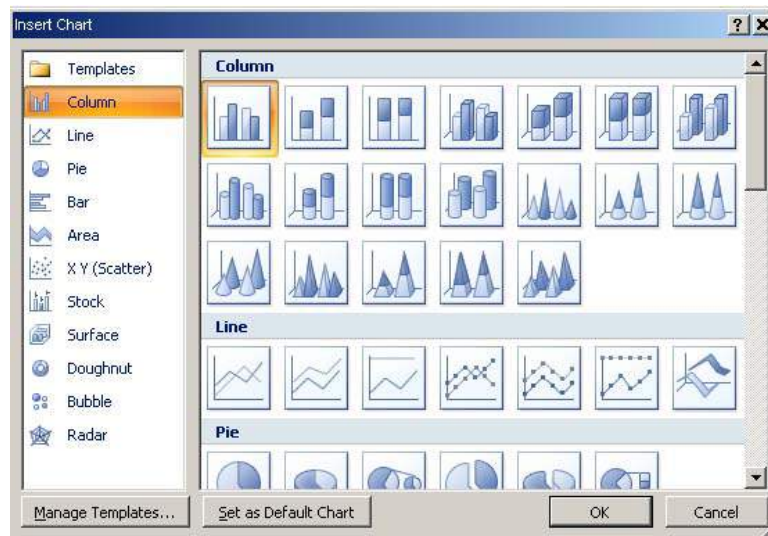 Insert Chart
Templates
Column
Line
Pie
Bar
Area
X Y (Scatter)
Stock
Surface
Doughnut
Bubble
Radar
Column
Line
Pie
Manage Templates...
Set as Default Chart
OK
Cancel